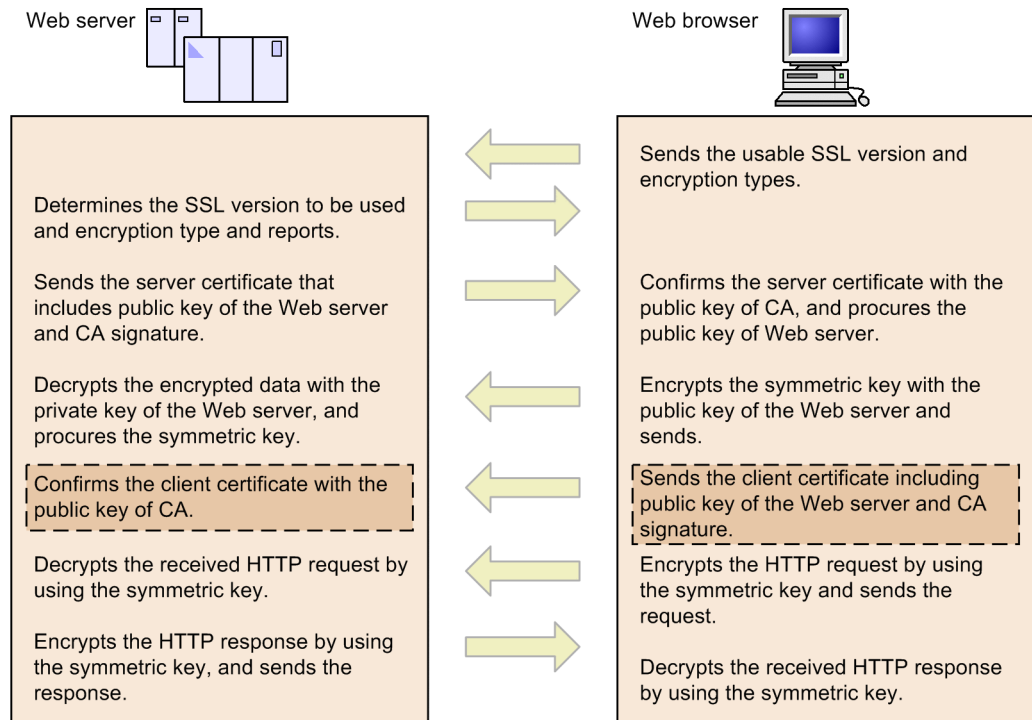 Web server
Web browser
Sends the usable SSL version and
encryption types.
Determines the SSL version to be used
and encryption type and reports.
Sends the server certificate that
includes public key of the Web server
and CA signature.
Confirms the server certificate with the
public key of CA, and procures the
public key of Web server.
Decrypts the encrypted data with the
private key of the Web server, and
procures the symmetric key.
Encrypts the symmetric key with the
public key of the Web server and
sends.
Confirms the client certificate with the
public key of CA.
Sends the client certificate including
public key of the Web server and CA
signature.
Decrypts the received HTTP request by
using the symmetric key.
Encrypts the HTTP request by using
the symmetric key and sends the
request.
Encrypts the HTTP response by using
the symmetric key, and sends the
response.
Decrypts the received HTTP response
by using the symmetric key.